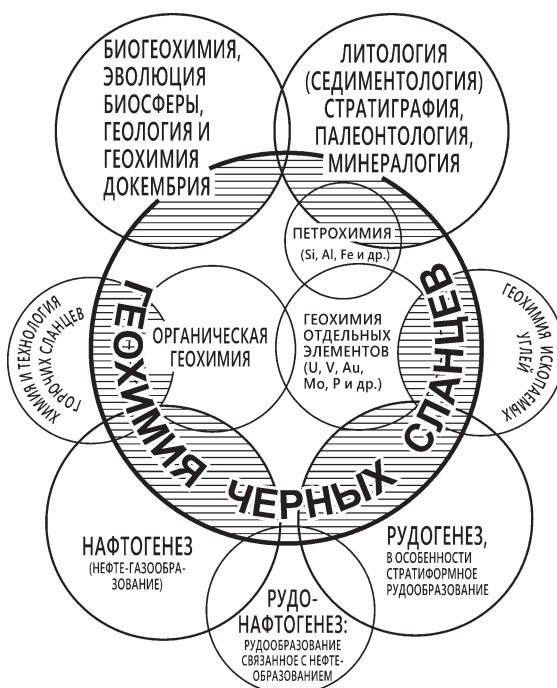 БИОГЕОХИМИЯ,
ЭВОЛЮЦИЯ
БИОСФЕРЫ,
ГЕОЛОГИЯ И
ГЕОХИМИЯ
ДОКЕМБРИЯ
ЛИТОЛОГИЯ
(СЕДИМЕНТОЛОГИЯ)
СТРАТИГРАФИЯ,
ПАЛЕОНТОЛОГИЯ,
МИНЕРАЛОГИЯ
ПЕТРОХИМИЯ
(Si, Al, Fe и др.)
ХИМИЯ И ТЕХНОЛОГИЯ
ГОРЮЧИХ СЛАНЦЕВ
ОРГАНИЧЕСКАЯ
ГЕОХИМИЯ
ГЕОХИМИЯ
ОТДЕЛЬНЫХ
ЭЛЕМЕНТОВ
(U, V, Au,
Mo, P и др.)
ГЕОХИМИЯ ИСКОПАЕМЫХ
УГЛЕЙ
ГЕОХИМИЯ ЧЕРНЫХ СЛАНЦЕВ
НАФТОГЕНЕЗ
(НЕФТЕ-ГАЗООБРА-
ЗОВАНИЕ)
РУДО-
НАФТОГЕНЕЗ:
РУДООБРАЗОВАНИЕ
СВЯЗАННОЕ С НЕФТЕ-
ОБРАЗОВАНИЕМ
РУДОГЕНЕЗ,
В ОСОБЕННОСТИ
СТРАТИФОРМНОЕ
РУДООБРАЗОВАНИЕ